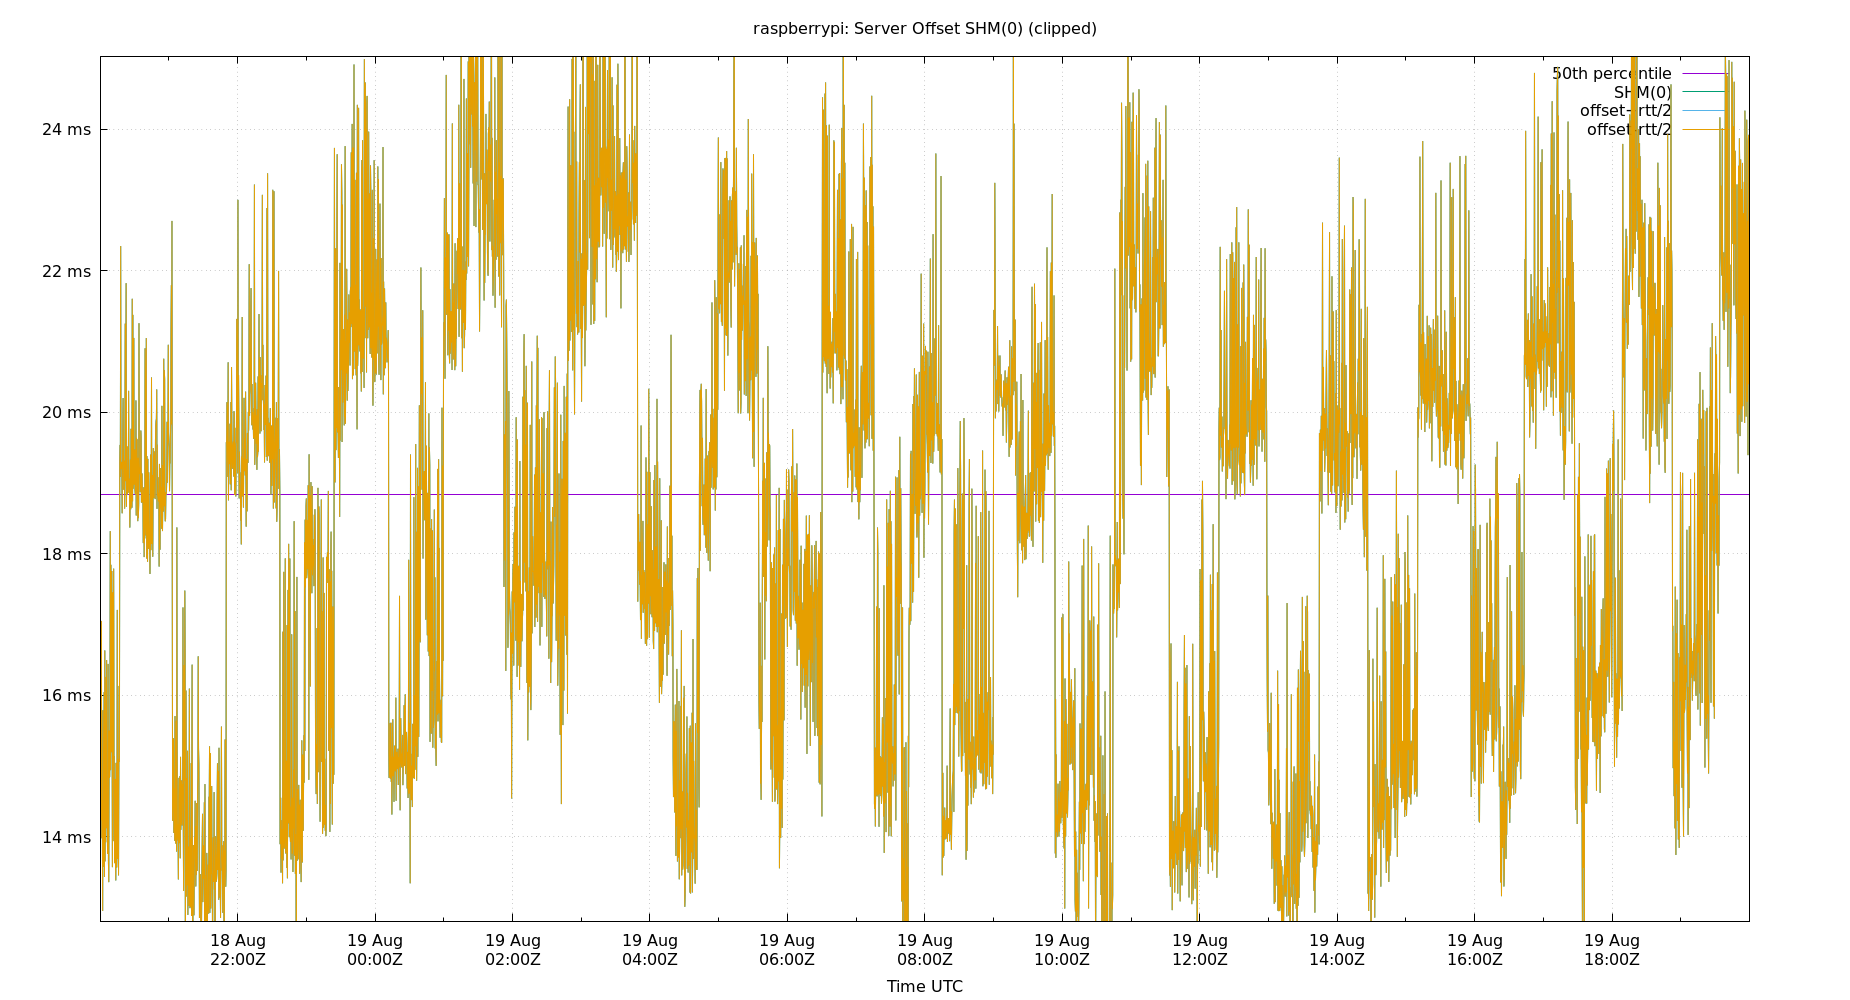 raspberrypi: Server Offset SHM(0) (clipped)
50th percentile
SHM(0)
offset-rtt/2
offset+rtt/2
24 ms
22 ms
20 ms
18 ms
16 ms
14 ms
18 Aug 19 Aug 19 Aug 19 Aug 19 Aug 19 Aug 19 Aug 19 Aug 19 Aug 19 Aug 19 Aug
22:00Z 00:00Z 02:00Z 04:00Z 06:00Z 08:00Z 10:00Z 12:00Z 14:00Z 16:00Z 18:00Z
Time UTC